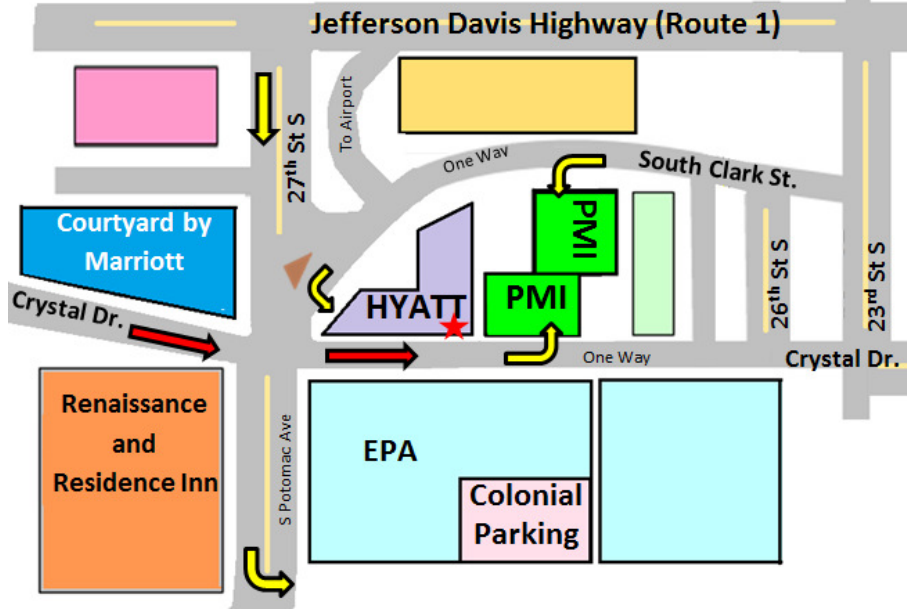 Jefferson Davis Highway (Route 1)
To Airport
27th St S
One Way
South Clark St.
Courtyard by
Marriott
PMI
HYATT
PMI
26th St S
23rd St S
Crystal Dr.
One Way
Crystal Dr.
Renaissance
and
Residence Inn
S Potomac Ave
EPA
Colonial
Parking